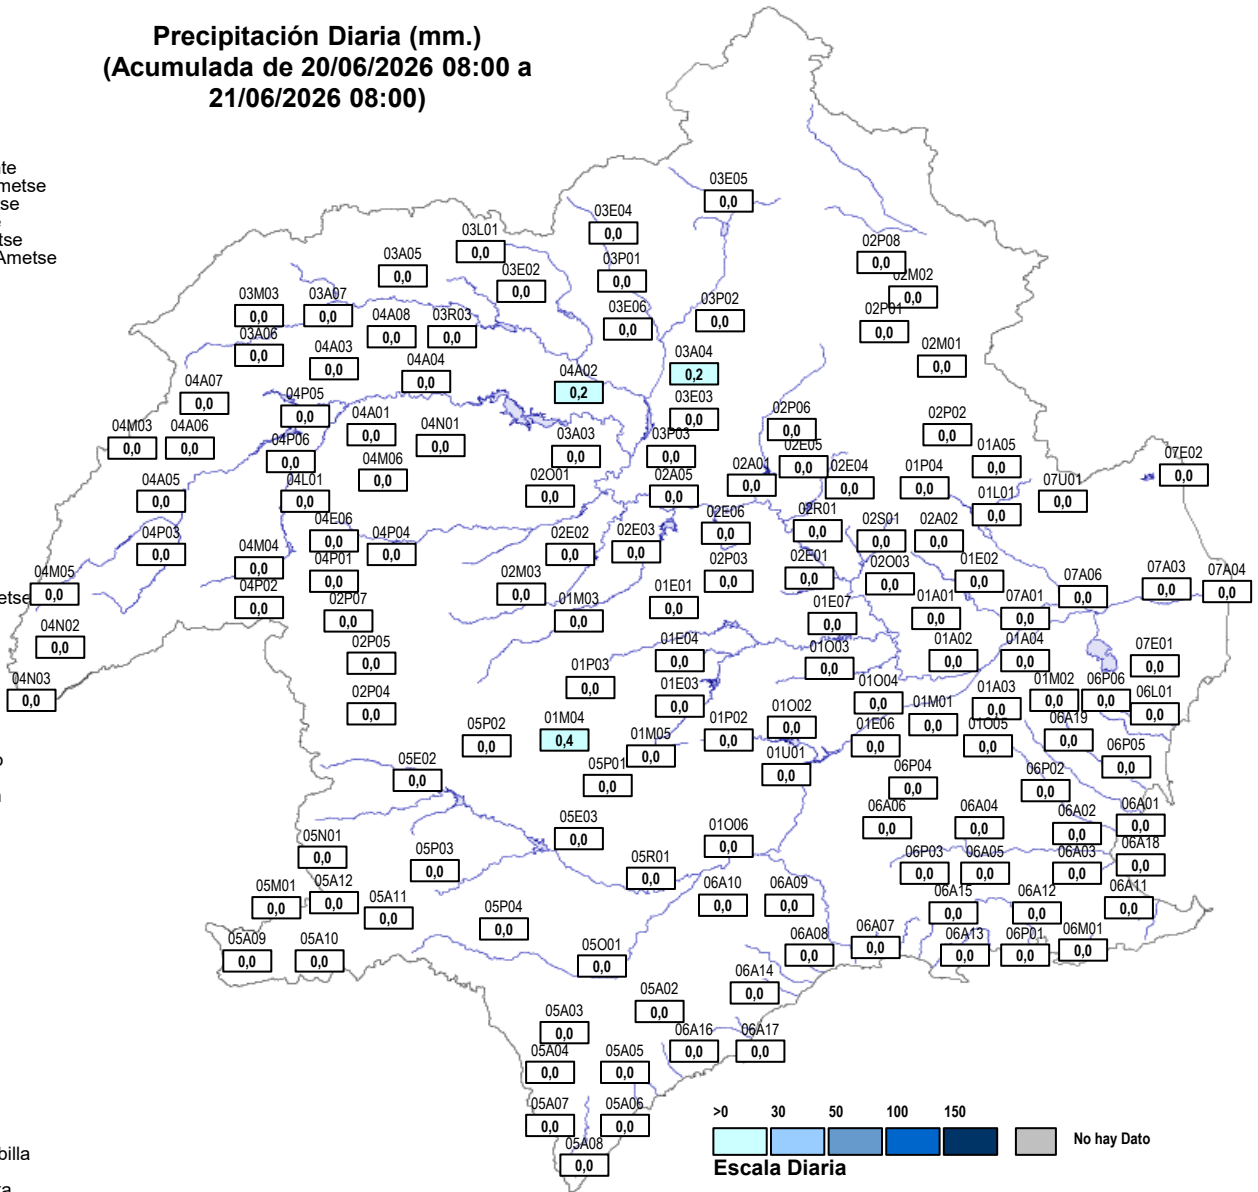 Precipitación Diaria (mm.)
(Acumulada de 20/06/2026 08:00 a
21/06/2026 08:00)
metse
Ametse
03E05
0,0
03E04
0,0
03L01
0,0
03A05
0,0
03E02
0,0
03P01
0,0
02P08
0,0
02M02
0,0
03M03
0,0
03A07
0,0
04A08
0,0
03R03
0,0
03E06
0,0
03P02
0,0
02P01
0,0
03A06
0,0
04A03
0,0
04A04
0,0
04A02
0,2
03A04
0,2
02M01
0,0
04A07
0,0
04P05
0,0
03E03
0,0
04M03
0,0
04A06
0,0
04A01
0,0
04N01
0,0
03A03
0,0
03P03
0,0
02P06
0,0
02P02
0,0
04P06
0,0
04M06
0,0
02E05
0,0
01A05
0,0
07E02
0,0
04A05
0,0
04L01
0,0
02O01
0,0
02A05
0,0
02A01
0,0
02E04
0,0
01P04
0,0
01L01
0,0
07U01
0,0
04P03
0,0
04E06
0,0
04P04
0,0
02E02
0,0
02E03
0,0
02E06
0,0
02R01
0,0
02S01
0,0
02A02
0,0
04M05
0,0
04M04
0,0
04P01
0,0
02M03
0,0
02P03
0,0
02E01
0,0
02O03
0,0
01E02
0,0
07A06
0,0
07A03
0,0
07A04
0,0
04P02
0,0
02P07
0,0
01M03
0,0
01E01
0,0
01E07
0,0
01A01
0,0
07A01
0,0
04N02
0,0
02P05
0,0
01E04
0,0
01O03
0,0
01A02
0,0
01A04
0,0
07E01
0,0
04N03
0,0
02P04
0,0
01P03
0,0
01E03
0,0
01O04
0,0
01M01
0,0
01A03
0,0
01M02
0,0
06P06
0,0
06L01
0,0
05P02
0,0
01M04
0,4
01M05
0,0
01P02
0,0
01O02
0,0
01E06
0,0
01O05
0,0
06A19
0,0
06P05
0,0
05E02
0,0
05P01
0,0
01U01
0,0
06P04
0,0
06P02
0,0
05E03
0,0
01O06
0,0
06A06
0,0
06A04
0,0
06A02
0,0
06A01
0,0
05N01
0,0
05P03
0,0
05R01
0,0
06P03
0,0
06A05
0,0
06A03
0,0
06A18
0,0
05M01
0,0
05A12
0,0
05A11
0,0
05P04
0,0
06A10
0,0
06A09
0,0
06A15
0,0
06A12
0,0
06A11
0,0
05A09
0,0
05A10
0,0
05O01
0,0
06A08
0,0
06A07
0,0
06A13
0,0
06P01
0,0
06M01
0,0
05A03
0,0
05A02
0,0
06A14
0,0
05A04
0,0
05A05
0,0
06A16
0,0
06A17
0,0
05A07
0,0
05A06
0,0
05A08
0,0
>0 30 50 100 150
No hay Dato
Escala Diaria